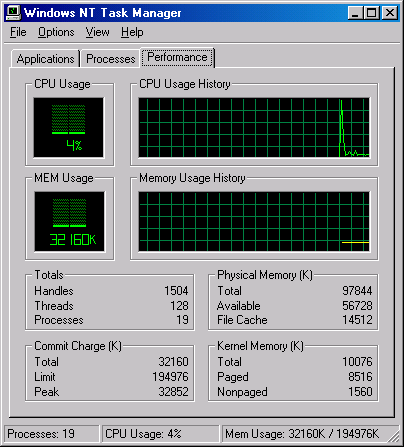 Windows NT Task Manager
File Options View Help
Applications Processes Performance
CPU Usage CPU Usage History
4%
MEM Usage Memory Usage History
32160K
Totals
Handles 1504
Threads 128
Processes 19
Physical Memory (K)
Total 97844
Available 56728
File Cache 14512
Commit Charge (K)
Total 32160
Limit 194976
Peak 32852
Kernel Memory (K)
Total 10076
Paged 8516
Nonpaged 1560
Processes: 19 CPU Usage: 4% Mem Usage: 32160K / 194976K